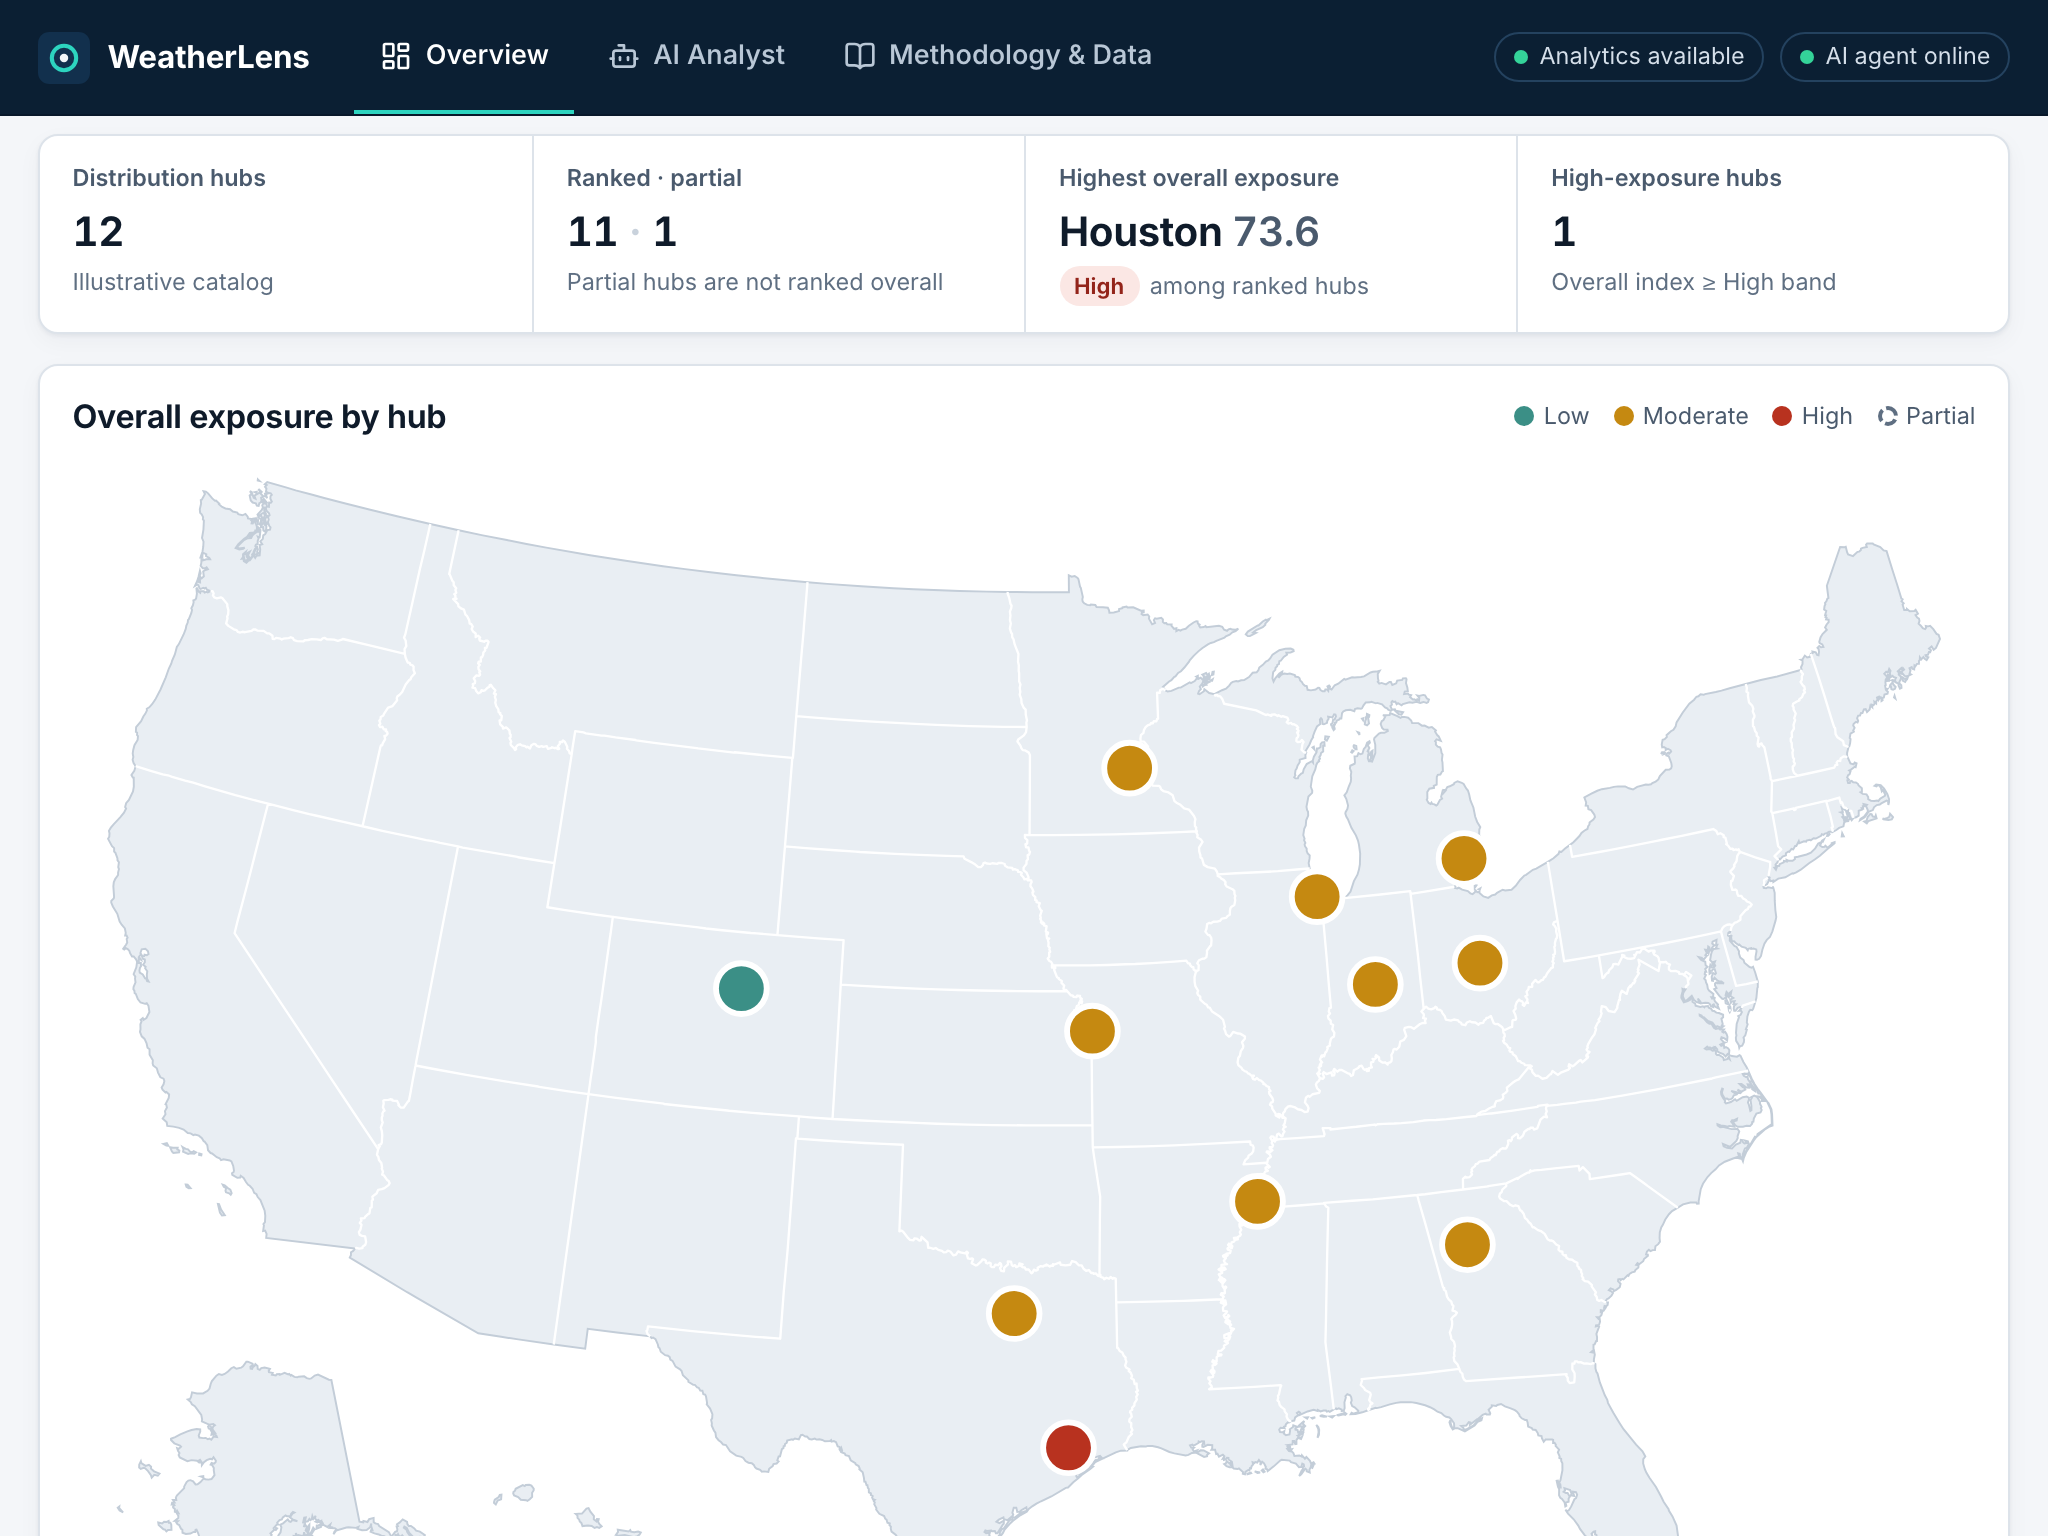 WeatherLens
Overview
AI Analyst
Methodology & Data
Analytics available
AI agent online
Distribution hubs
12
Illustrative catalog
Ranked · partial
11 · 1
Partial hubs are not ranked overall
Highest overall exposure
Houston 73.6
High among ranked hubs
High-exposure hubs
1
Overall index ≥ High band
Overall exposure by hub
Low
Moderate
High
Partial